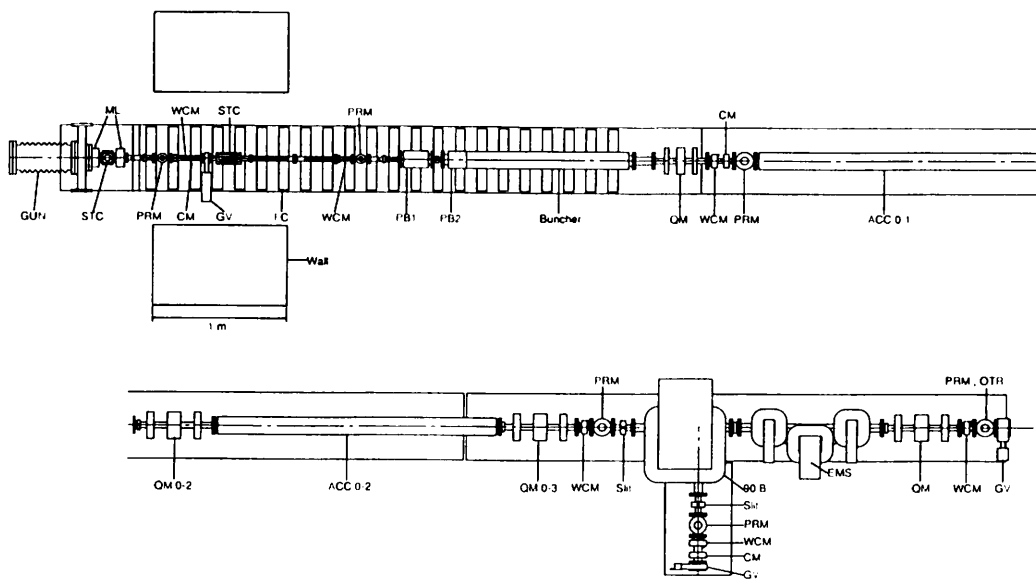 ML WCM STC PRM CM
GUN STC PRM CM GV WCM PB1 PB2 Buncher QM WCM PRM ACC 0-1
Wall
1 m
PRM PRM, OTR
QM 0-2 ACC 0-2 QM 0-3 WCM Slit EMS QM WCM GV
90 B
Slit
PRM
WCM
CM
GV